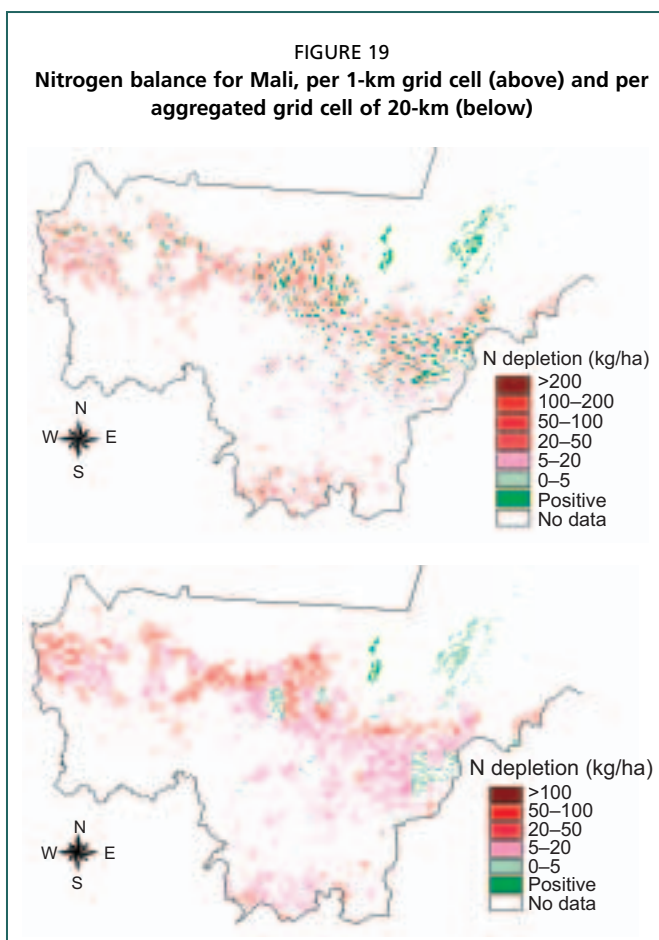 FIGURE 19
Nitrogen balance for Mali, per 1-km grid cell (above) and per
aggregated grid cell of 20-km (below)
N depletion (kg/ha)
>200
100–200
50–100
20–50
5–20
0–5
Positive
No data
N
W E
S
N depletion (kg/ha)
>100
50–100
20–50
5–20
0–5
Positive
No data
N
W E
S